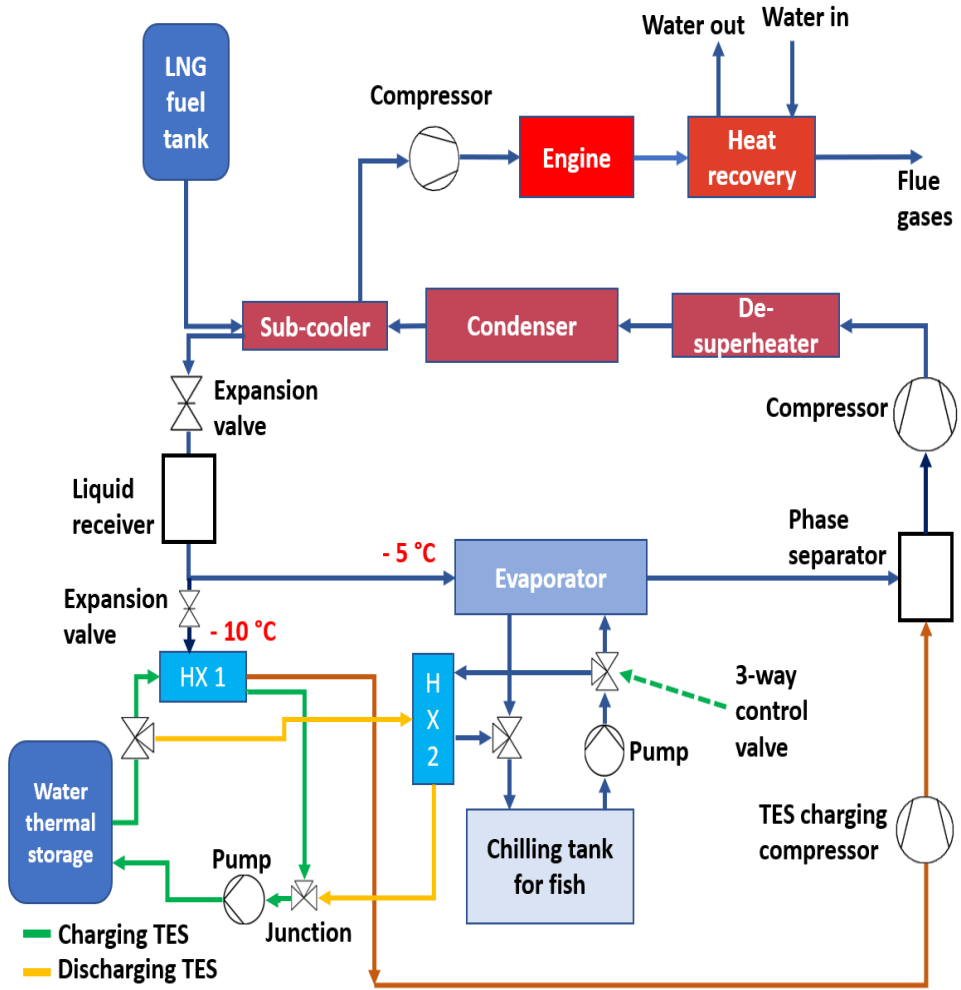 Water out
Water in
LNG
fuel
tank
Compressor
Engine
Heat
recovery
Flue
gases
Sub-cooler
Condenser
De-
superheater
Expansion
valve
Compressor
Liquid
receiver
Phase
separator
- 5 °C
Evaporator
Expansion
valve
- 10 °C
HX 1
H
X
2
3-way
control
valve
Pump
Water
thermal
storage
TES charging
compressor
Chilling tank
for fish
Pump
Junction
Charging TES
Discharging TES